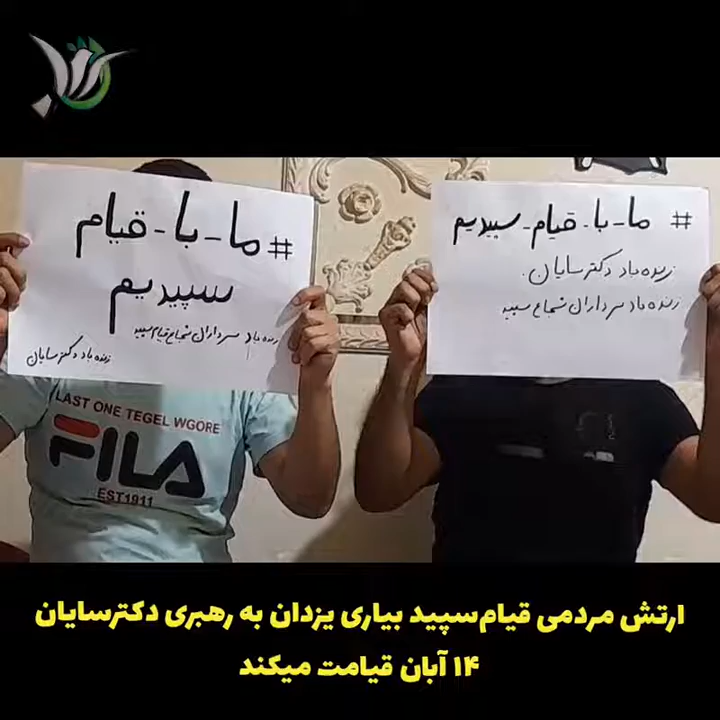 #ما-با-قیام
سپیدیم
زنده باد سرداران شجاع قیام سپید
زنده باد دکتر سایان
#ما-با-قیام-سپیدیم
زنده باد دکتر سایان.
زنده باد سرداران شجاع سپید
LAST ONE TEGEL WGORE
FILA
EST1911
ارتش مردمی قیام‌سپید بیاری یزدان به رهبری دکترسایان
۱۴ آبان قیامت میکند